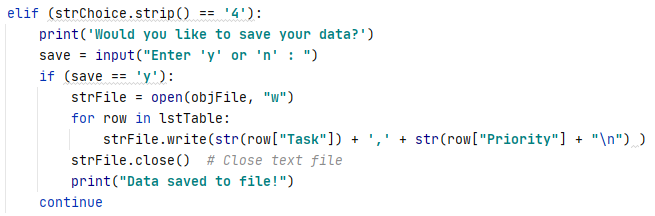 elif (strChoice.strip() == '4'):
    print('Would you like to save your data?')
    save = input("Enter 'y' or 'n' : ")
    if (save == 'y'):
        strFile = open(objFile, "w")
        for row in lstTable:
            strFile.write(str(row["Task"]) + ',' + str(row["Priority"] + "\n") )
        strFile.close()  # Close text file
        print("Data saved to file!")
    continue